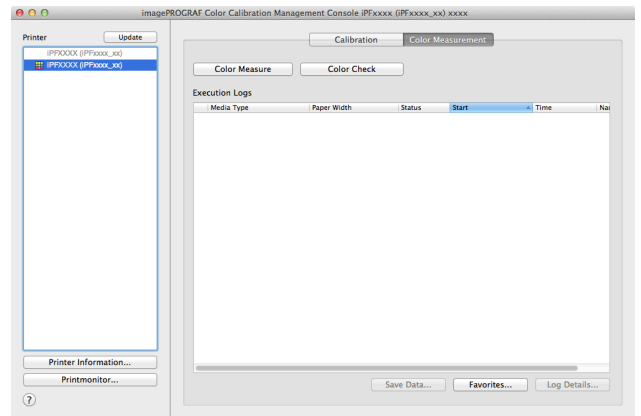 imagePROGRAF Color Calibration Management Console iPFxxxx (iPFxxxx_xx) xxxx
Printer
Update
iPFXXXX (iPFxxxx_xx)
iPFXXXX (iPFxxxx_xx)
Printer Information...
Printmonitor...
?
Calibration
Color Measurement
Color Measure
Color Check
Execution Logs
Media Type Paper Width Status Start Time Nai
Save Data... Favorites... Log Details...